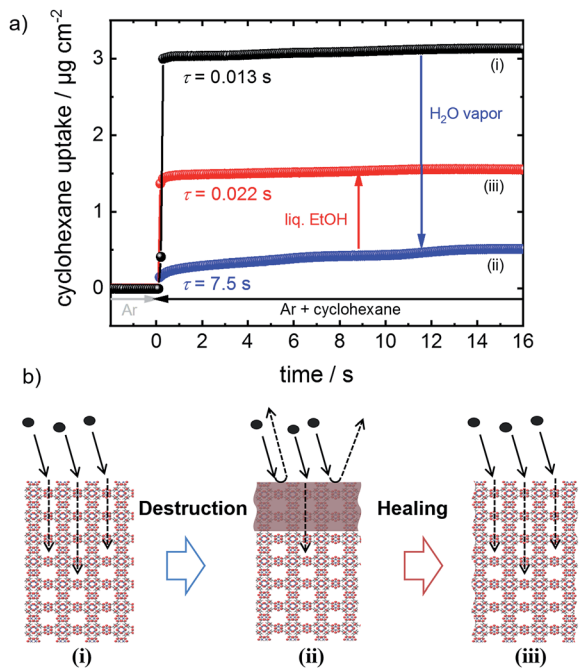 a)
cyclohexane uptake / µg cm⁻²
3
2
1
0
τ = 0.013 s
(i)
H₂O vapor
τ = 0.022 s
(iii)
liq. EtOH
τ = 7.5 s
(ii)
Ar
Ar + cyclohexane
0 2 4 6 8 10 12 14 16
time / s
b)
Destruction
Healing
(i)
(ii)
(iii)